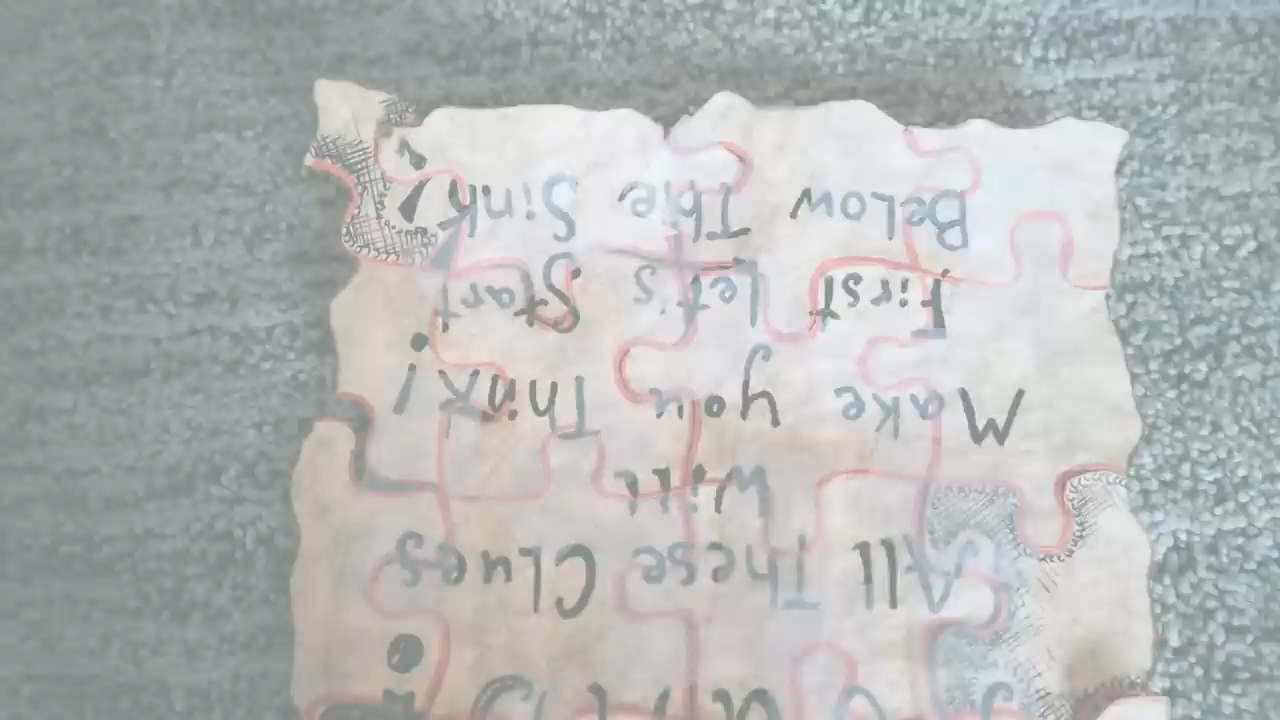 All These Clues
Will
Make you Think!
First Let's Start
Below The Sink!